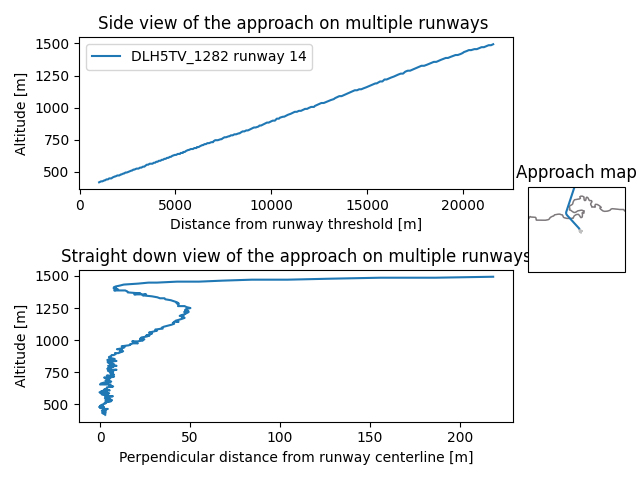 Side view of the approach on multiple runways
1500
1250
1000
750
500
Altitude [m]
DLH5TV_1282 runway 14
0
5000
10000
15000
20000
Distance from runway threshold [m]
Approach map
Straight down view of the approach on multiple runways
1500
1250
1000
750
500
Altitude [m]
0
50
100
150
200
Perpendicular distance from runway centerline [m]